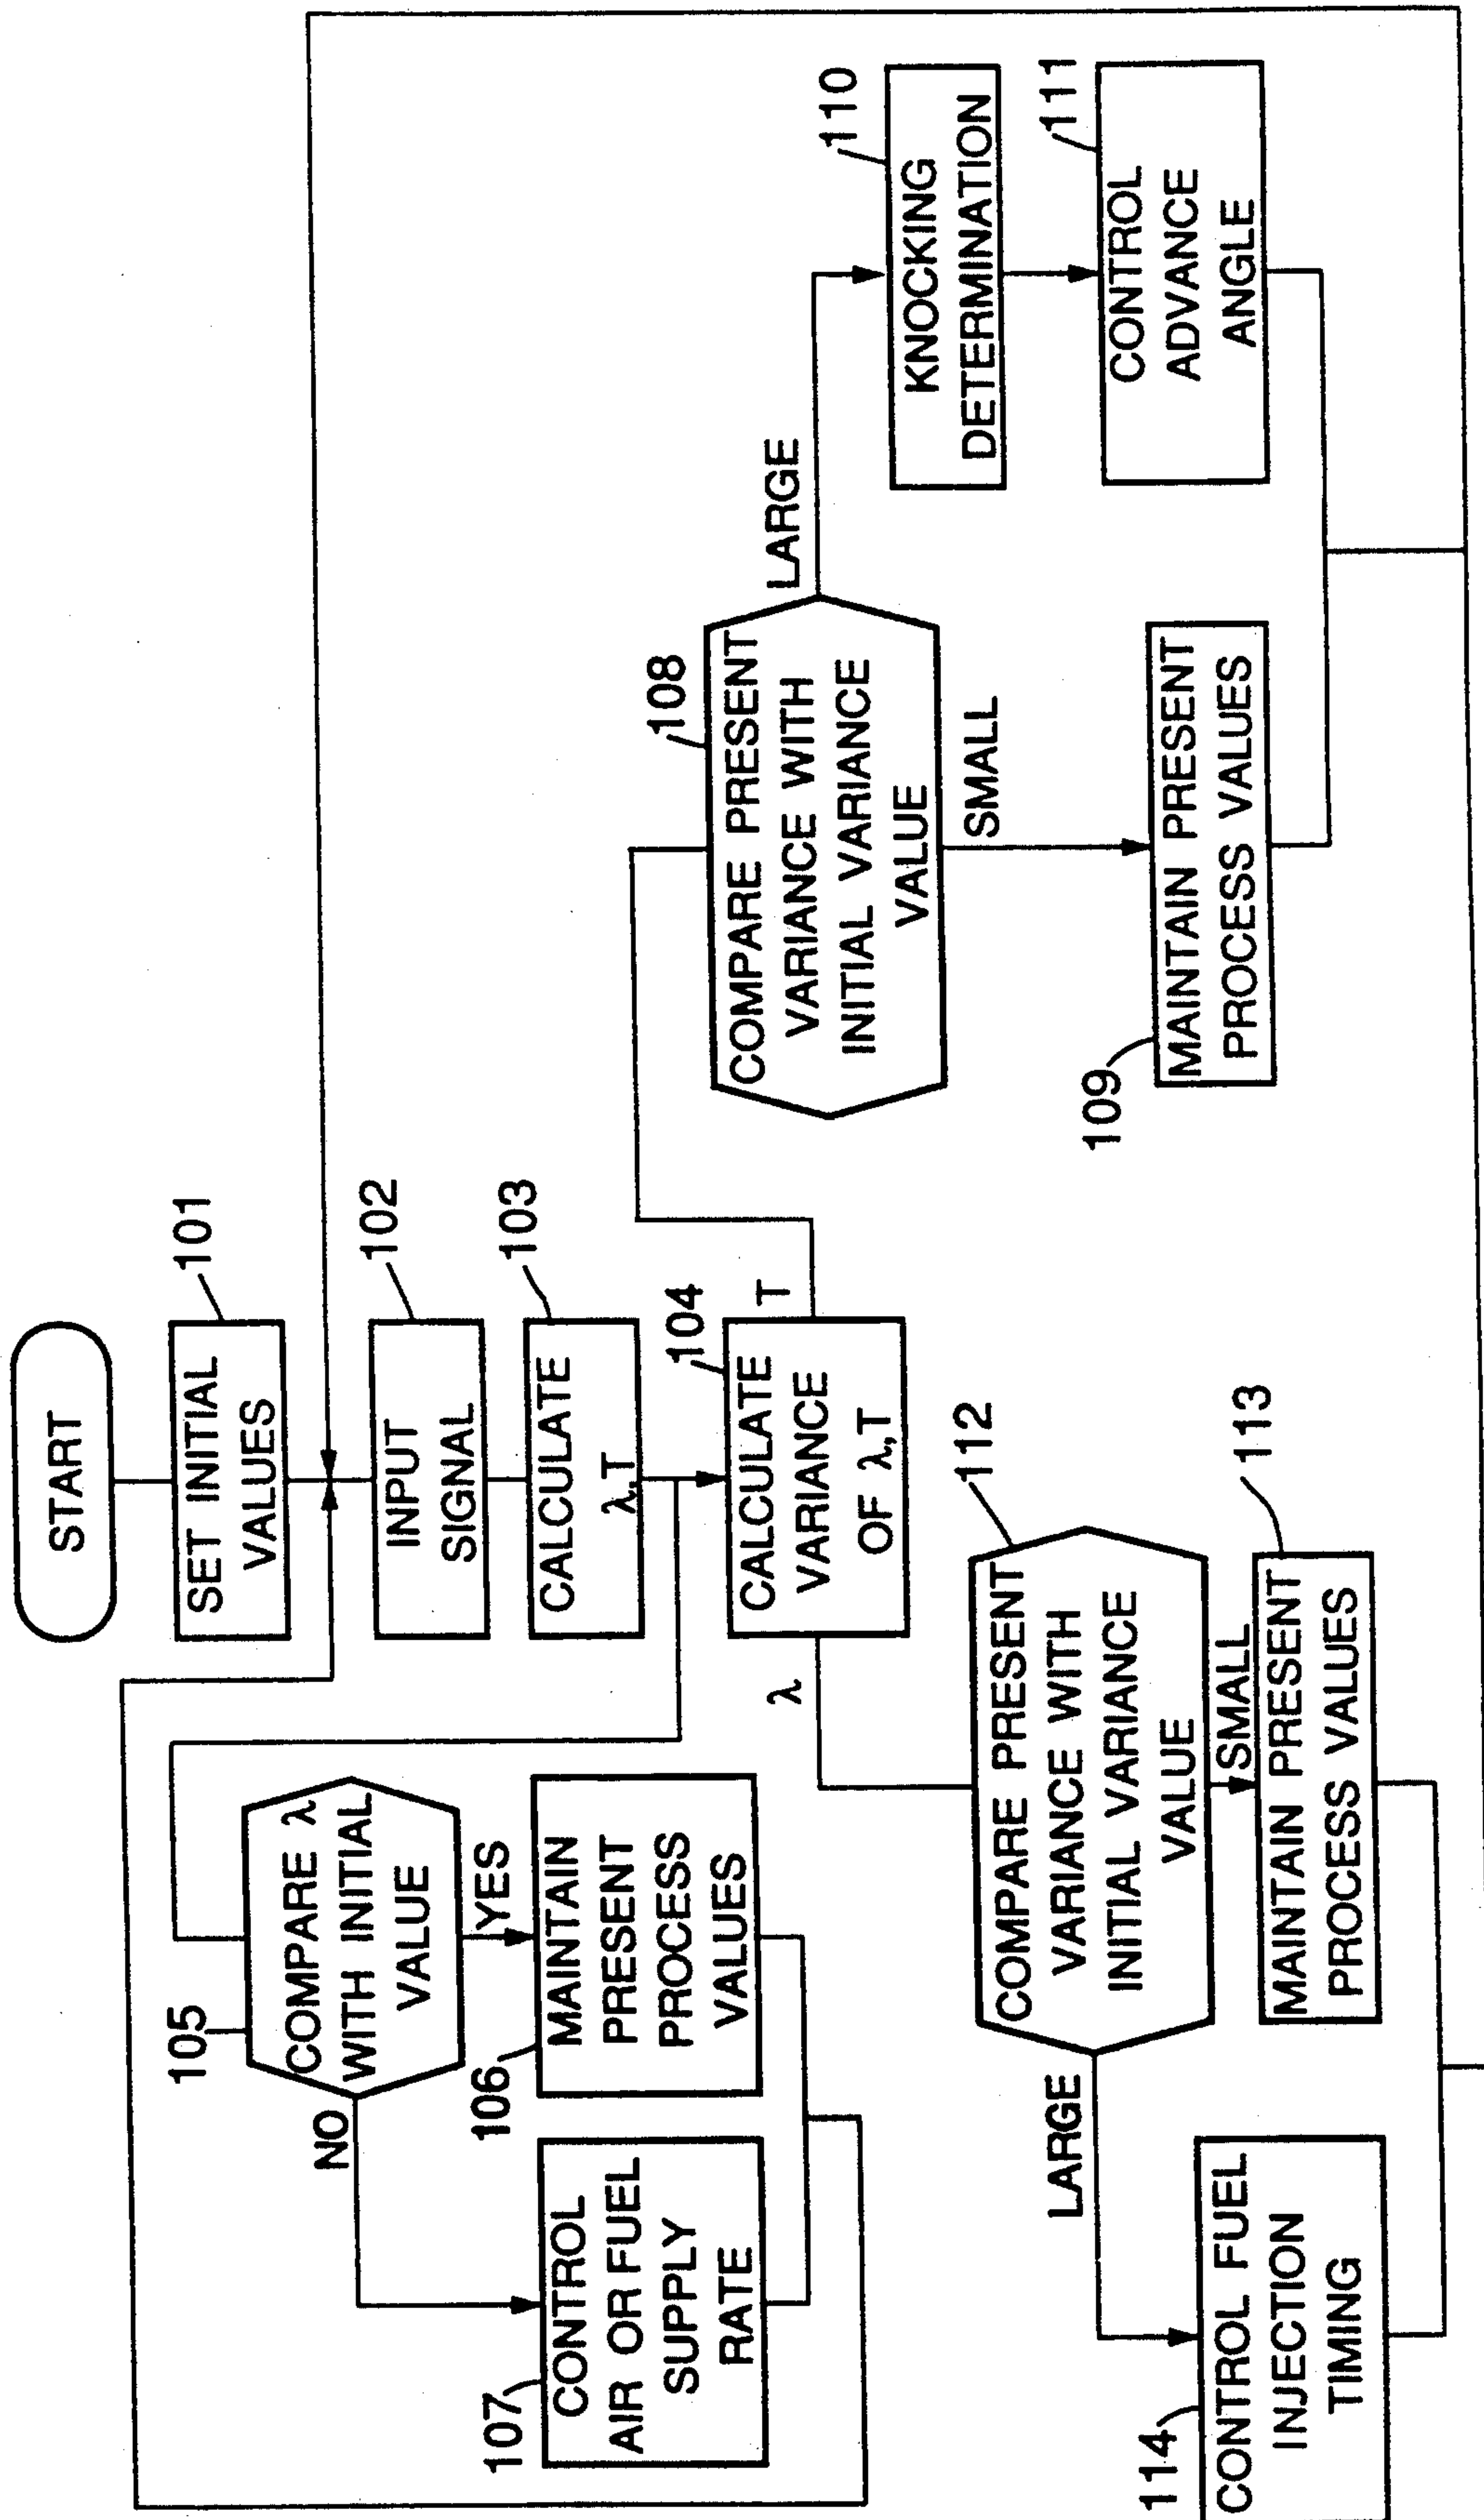 START
101
SET INITIAL
VALUES
102
INPUT
SIGNAL
103
CALCULATE
λ,T
104
CALCULATE
VARIANCE
OF λ,T
λ
T
105
COMPARE λ
WITH INITIAL
VALUE
NO
YES
106
MAINTAIN
PRESENT
PROCESS
VALUES
107
CONTROL
AIR OR FUEL
SUPPLY
RATE
108
COMPARE PRESENT
VARIANCE WITH
INITIAL VARIANCE
VALUE
LARGE
SMALL
109
MAINTAIN PRESENT
PROCESS VALUES
110
KNOCKING
DETERMINATION
111
CONTROL
ADVANCE
ANGLE
112
COMPARE PRESENT
VARIANCE WITH
INITIAL VARIANCE
VALUE
LARGE
SMALL
113
MAINTAIN PRESENT
PROCESS VALUES
114
CONTROL FUEL
INJECTION
TIMING